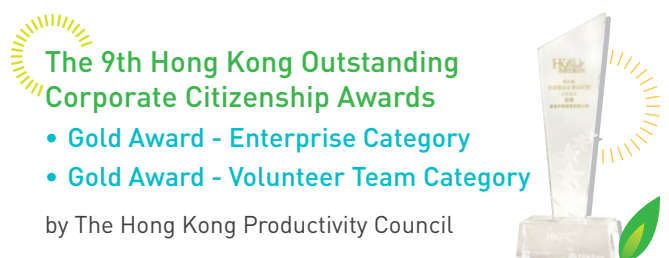 The 9th Hong Kong Outstanding
Corporate Citizenship Awards
• Gold Award - Enterprise Category
• Gold Award - Volunteer Team Category
by The Hong Kong Productivity Council
HKPC